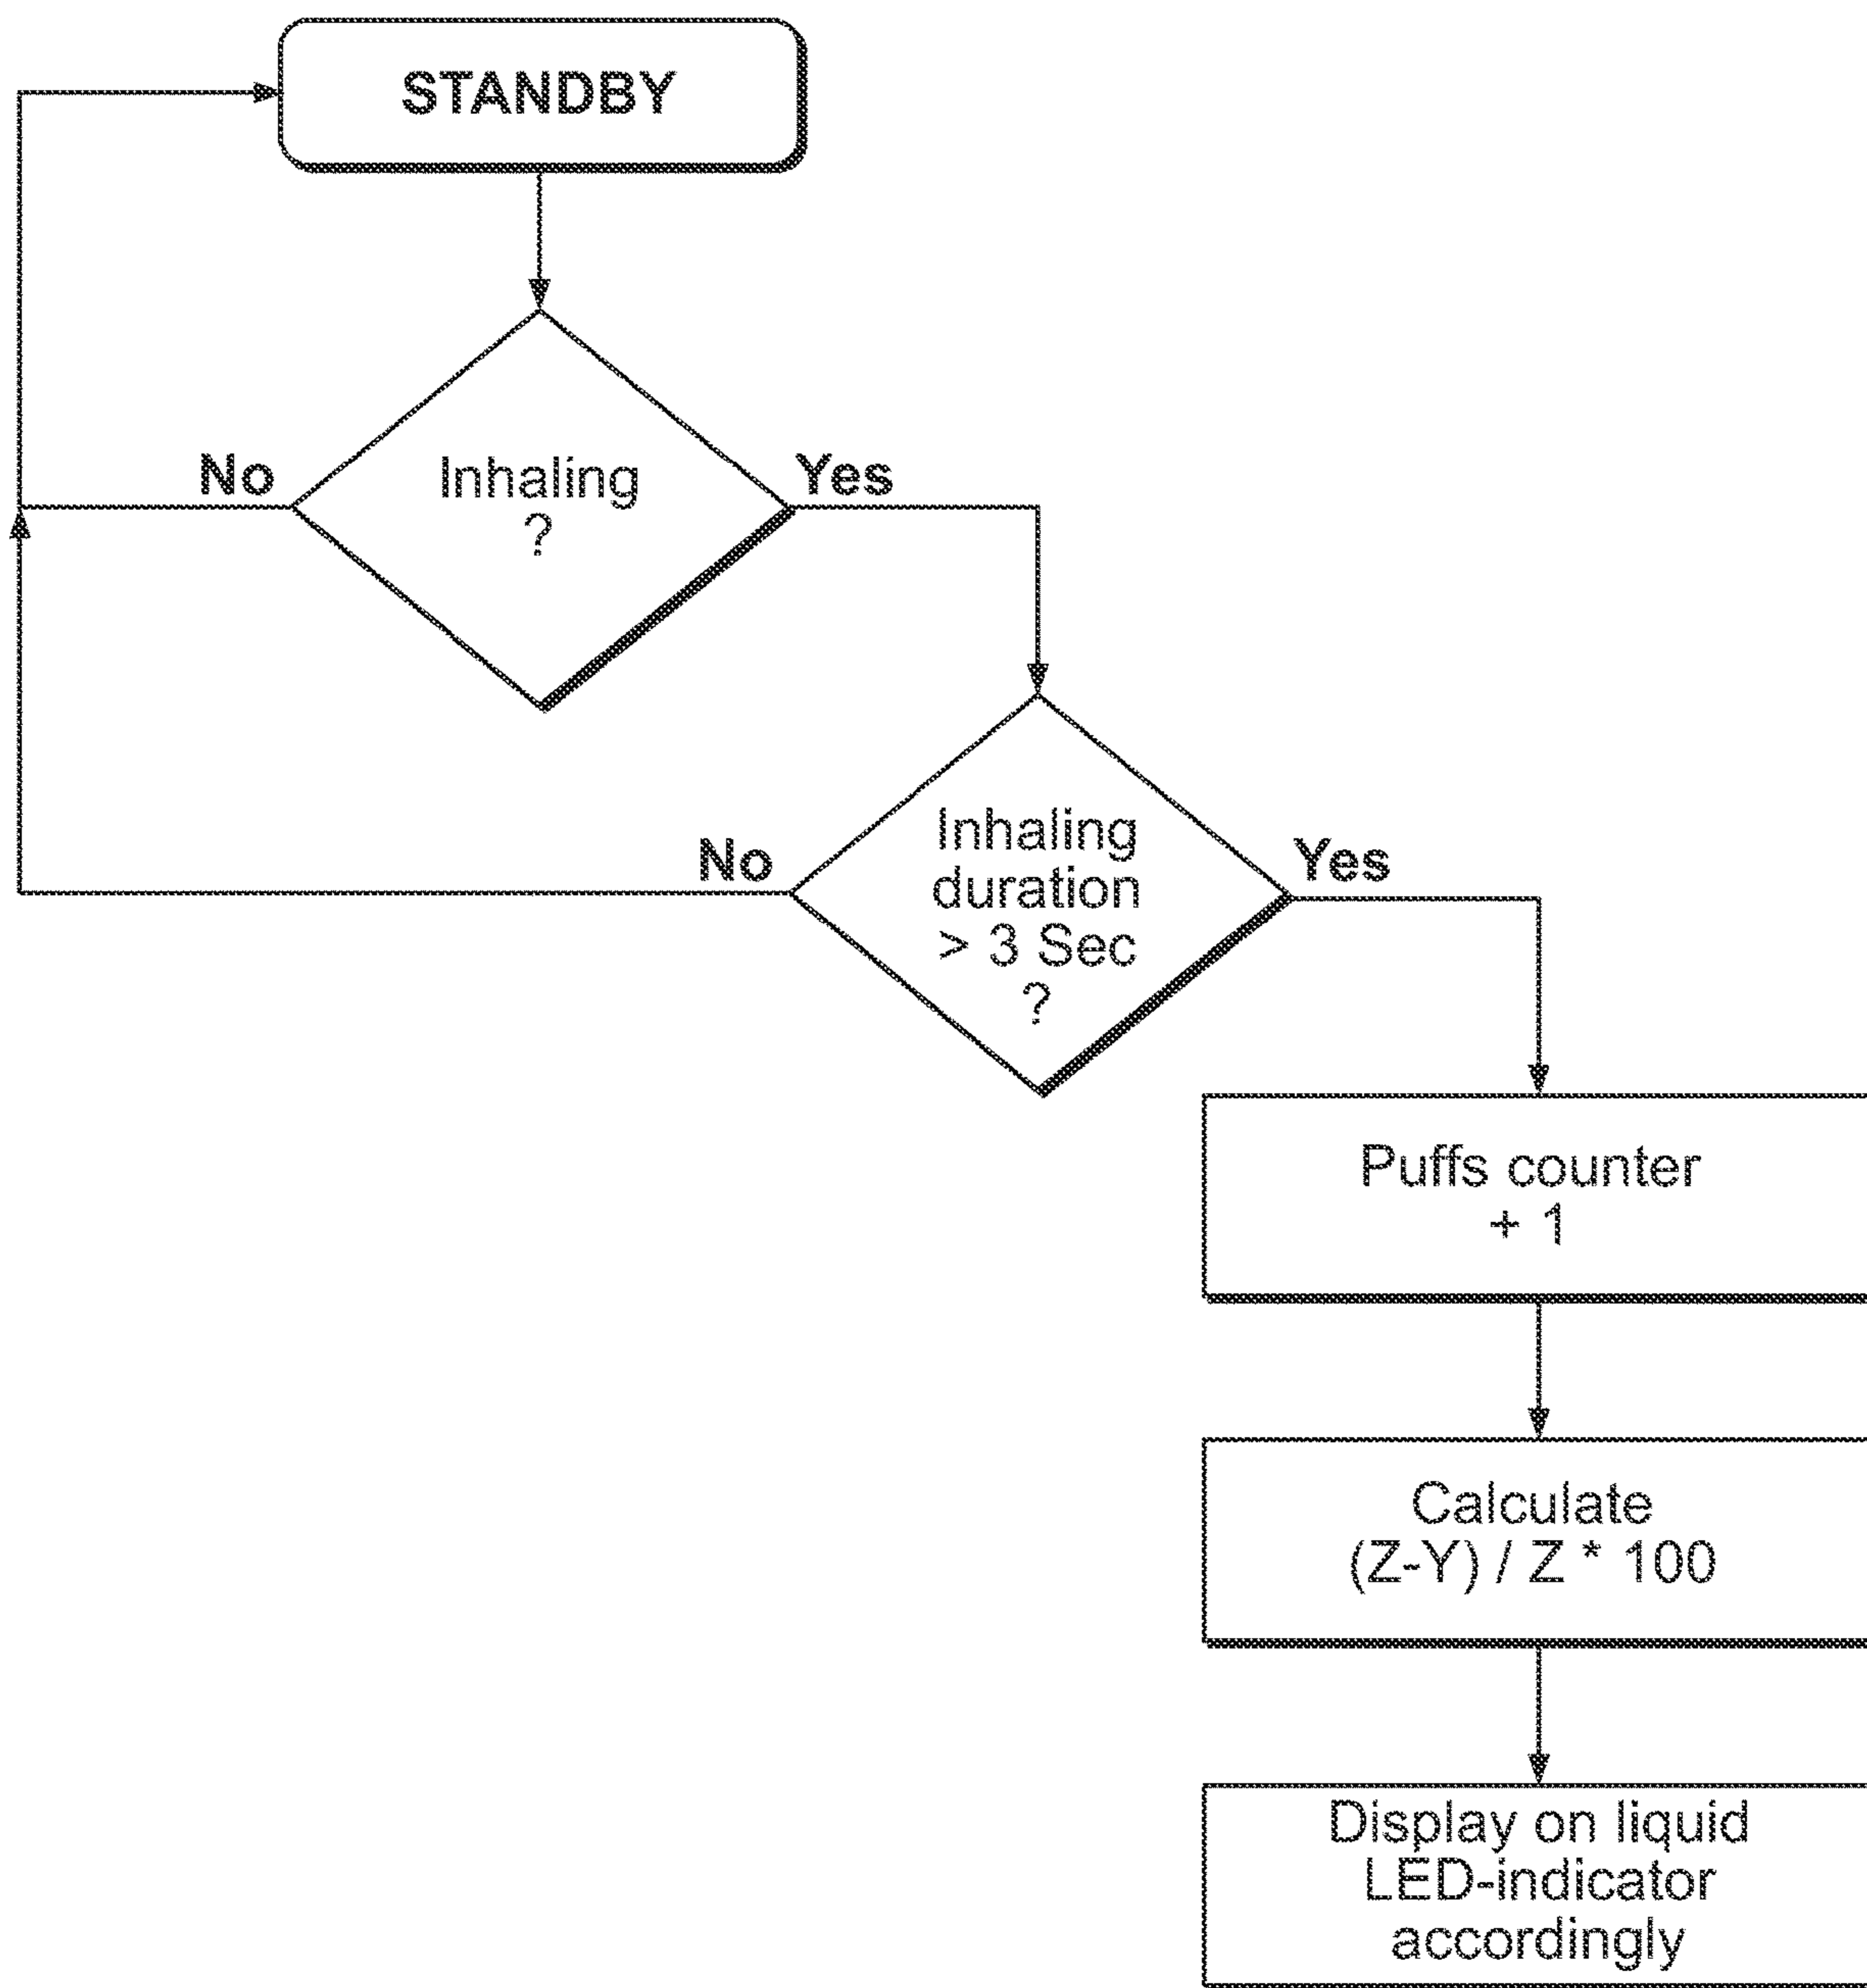 STANDBY
No
Inhaling
?
Yes
No
Inhaling
duration
> 3 Sec
?
Yes
Puffs counter
+ 1
Calculate
(Z-Y) / Z * 100
Display on liquid
LED-indicator
accordingly